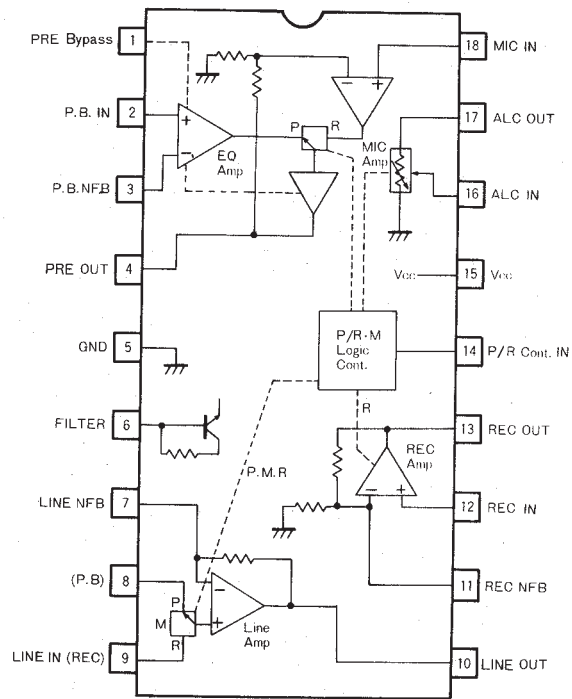 PRE Bypass 1
P.B. IN 2
P.B.NFB 3
PRE OUT 4
GND 5
FILTER 6
LINE NFB 7
(P.B) 8
LINE IN (REC) 9
18 MIC IN
17 ALC OUT
16 ALC IN
Vcc 15 Vcc
14 P/R Cont. IN
13 REC OUT
12 REC IN
11 REC NFB
10 LINE OUT
+
−
EQ
Amp
P
R
−
+
MIC
Amp
P/R·M
Logic
Cont.
R
P.M.R
REC
Amp
−
+
P
M
R
−
+
Line
Amp